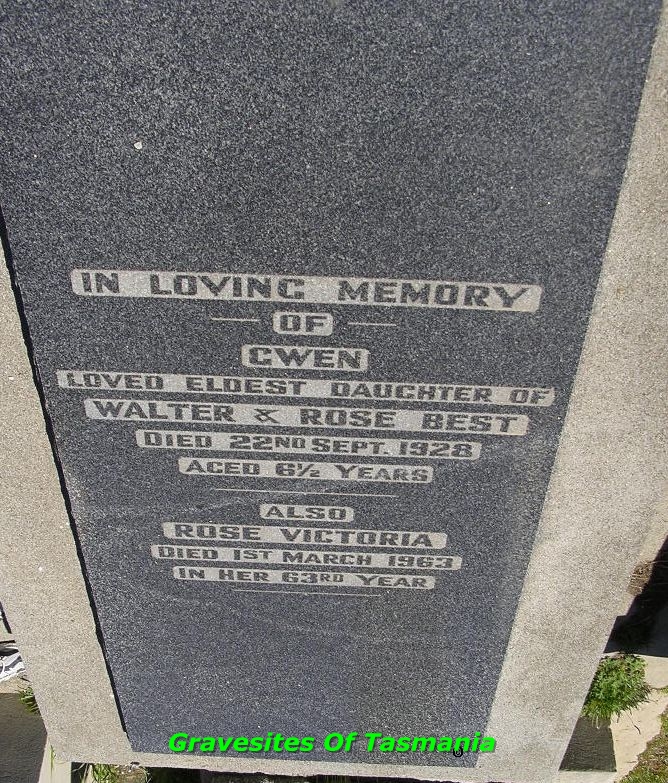 IN LOVING MEMORY
OF
GWEN
LOVED ELDEST DAUGHTER OF
WALTER & ROSE BEST
DIED 22ND SEPT. 1928
AGED 6½ YEARS
ALSO
ROSE VICTORIA
DIED 1ST MARCH 1963
IN HER 63RD YEAR
Gravesites Of Tasmania